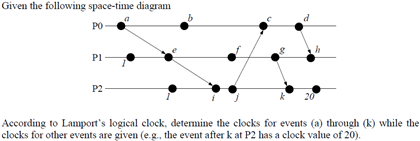 Given the following space-time diagram
P0 a b c d
P1 1 e f g h
P2 1 i j k 20
According to Lamport's logical clock, determine the clocks for events (a) through (k) while the
clocks for other events are given (e.g., the event after k at P2 has a clock value of 20).